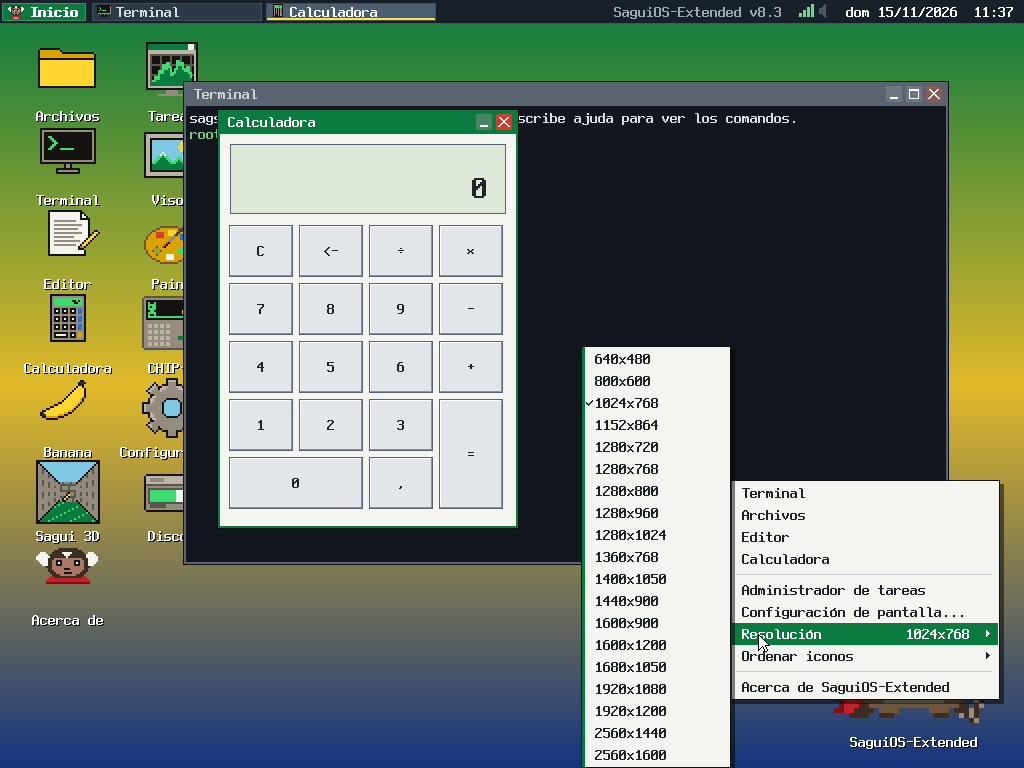 Inicio
Terminal
Calculadora
SaguiOS-Extended v8.3
dom 15/11/2026
11:37
Archivos
Terminal
Editor
Calculadora
Banana
Sagui 3D
Acerca de
Terminal
scribe ajuda para ver los comandos.
Calculadora
0
C
<-
÷
×
7
8
9
-
4
5
6
+
1
2
3
=
0
,
640x480
800x600
✓1024x768
1152x864
1280x720
1280x768
1280x800
1280x960
1280x1024
1360x768
1400x1050
1440x900
1600x900
1600x1200
1680x1050
1920x1080
1920x1200
2560x1440
2560x1600
Terminal
Archivos
Editor
Calculadora
Administrador de tareas
Configuración de pantalla...
Resolución 1024x768
Ordenar iconos
Acerca de SaguiOS-Extended
SaguiOS-Extended